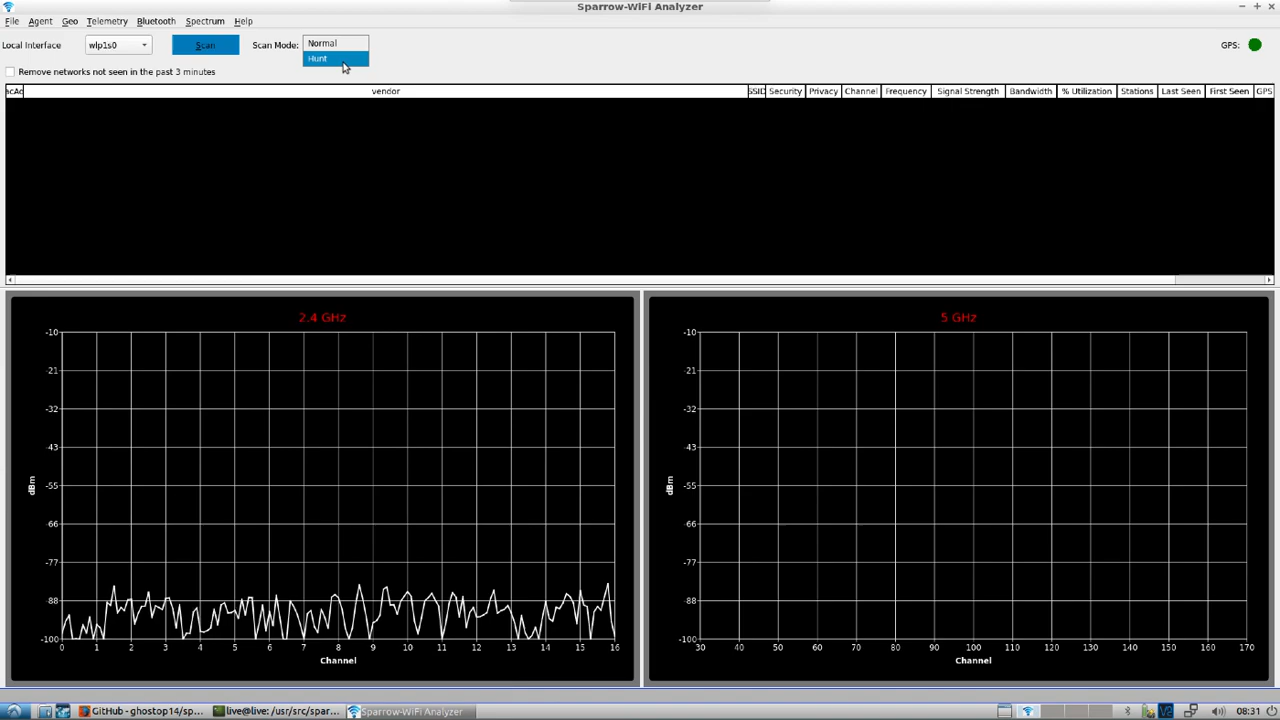 Sparrow-WiFi Analyzer
File Agent Geo Telemetry Bluetooth Spectrum Help
Local Interface wlp1s0 Scan Scan Mode: Normal GPS:
Hunt
Remove networks not seen in the past 3 minutes
acAd vendor SSID Security Privacy Channel Frequency Signal Strength Bandwidth % Utilization Stations Last Seen First Seen GPS
2.4 GHz
-10
-21
-32
-43
-55
-66
-77
-88
-100
dBm
0 1 2 3 4 5 6 7 8 9 10 11 12 13 14 15 16
Channel
5 GHz
-10
-21
-32
-43
-55
-66
-77
-88
-100
dBm
30 40 50 60 70 80 90 100 110 120 130 140 150 160 170
Channel
GitHub - ghostop14/sp... live@live: /usr/src/spar... Sparrow-WiFi Analyzer V2 08:31